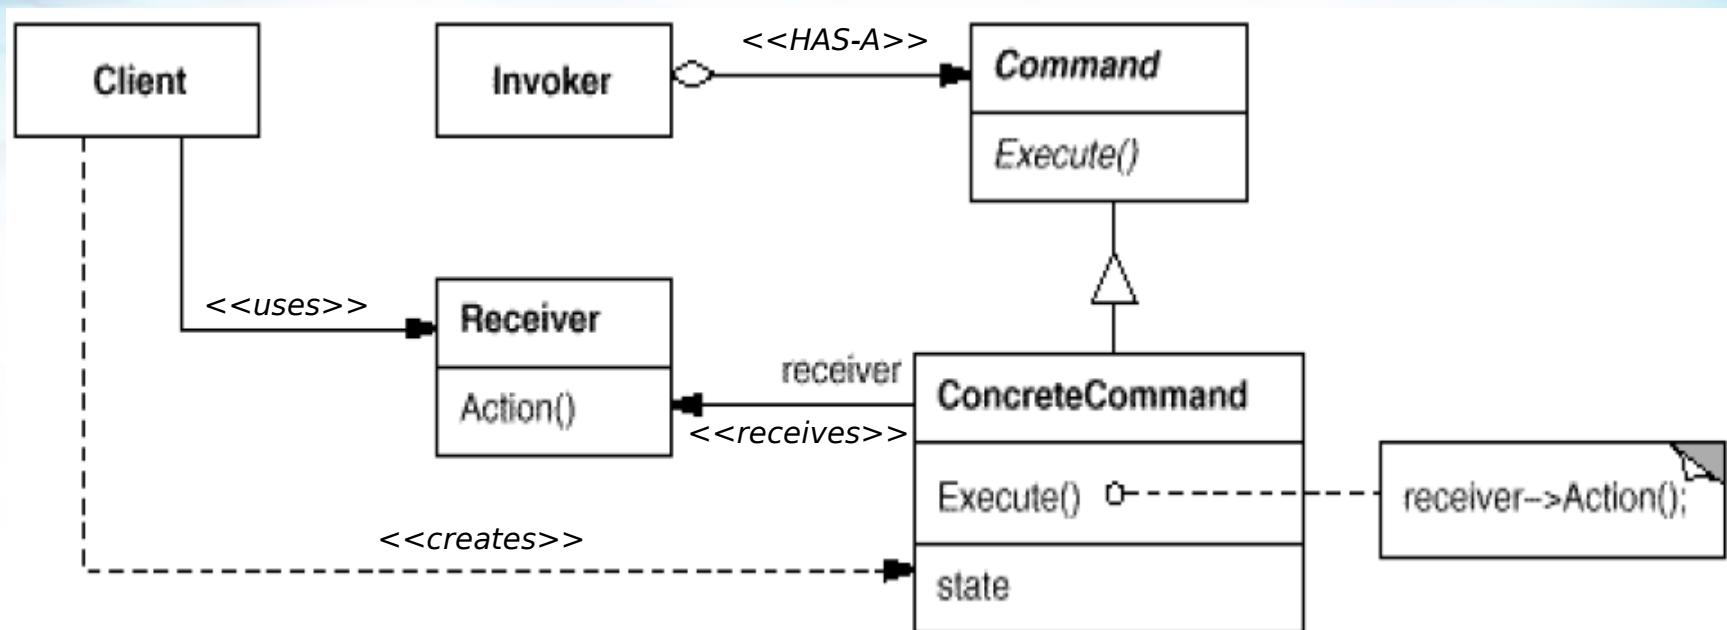 Client
Invoker
<<HAS-A>>
Command
Execute()
<<uses>>
Receiver
Action()
receiver
<<receives>>
ConcreteCommand
Execute()
receiver–>Action();
<<creates>>
state